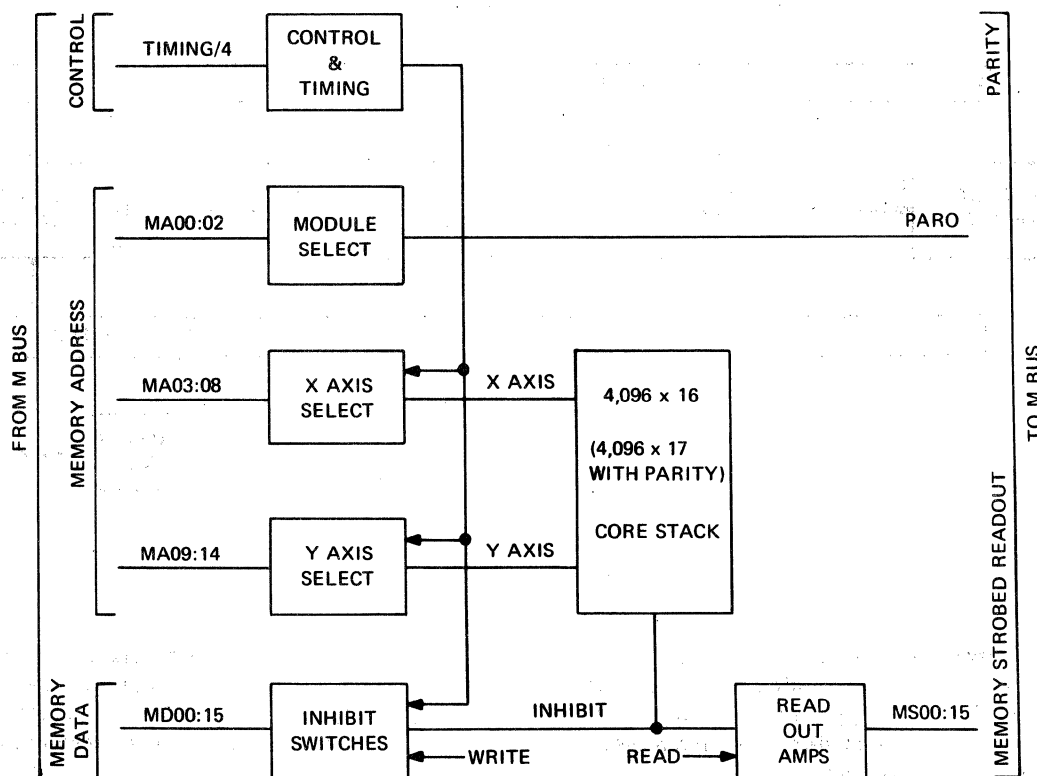 FROM M BUS
CONTROL
TIMING/4
CONTROL
&
TIMING
PARITY
MEMORY ADDRESS
MA00:02
MODULE
SELECT
PARO
MA03:08
X AXIS
SELECT
X AXIS
4,096 x 16
(4,096 x 17
WITH PARITY)
CORE STACK
TO M BUS
MA09:14
Y AXIS
SELECT
Y AXIS
MEMORY STROBED READOUT
MEMORY
DATA
MD00:15
INHIBIT
SWITCHES
INHIBIT
WRITE
READ
READ
OUT
AMPS
MS00:15